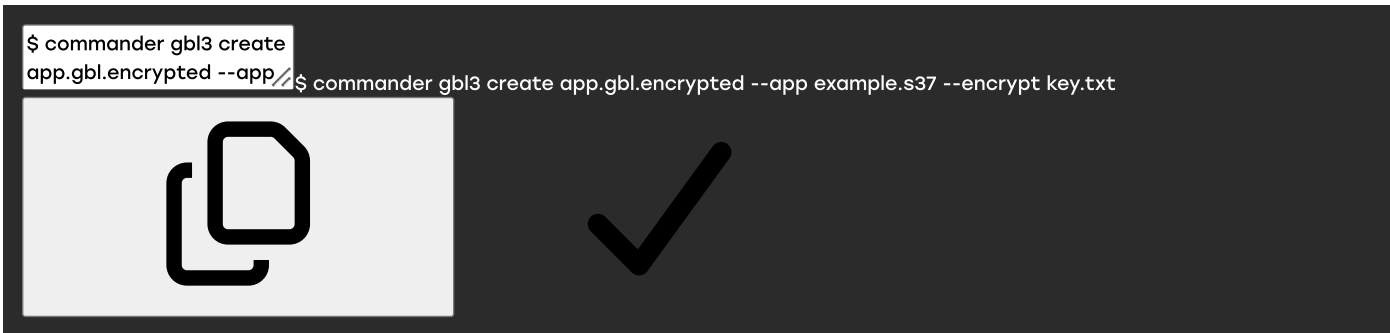 $ commander gbl3 create
app.gbl.encrypted --app
$ commander gbl3 create app.gbl.encrypted --app example.s37 --encrypt key.txt